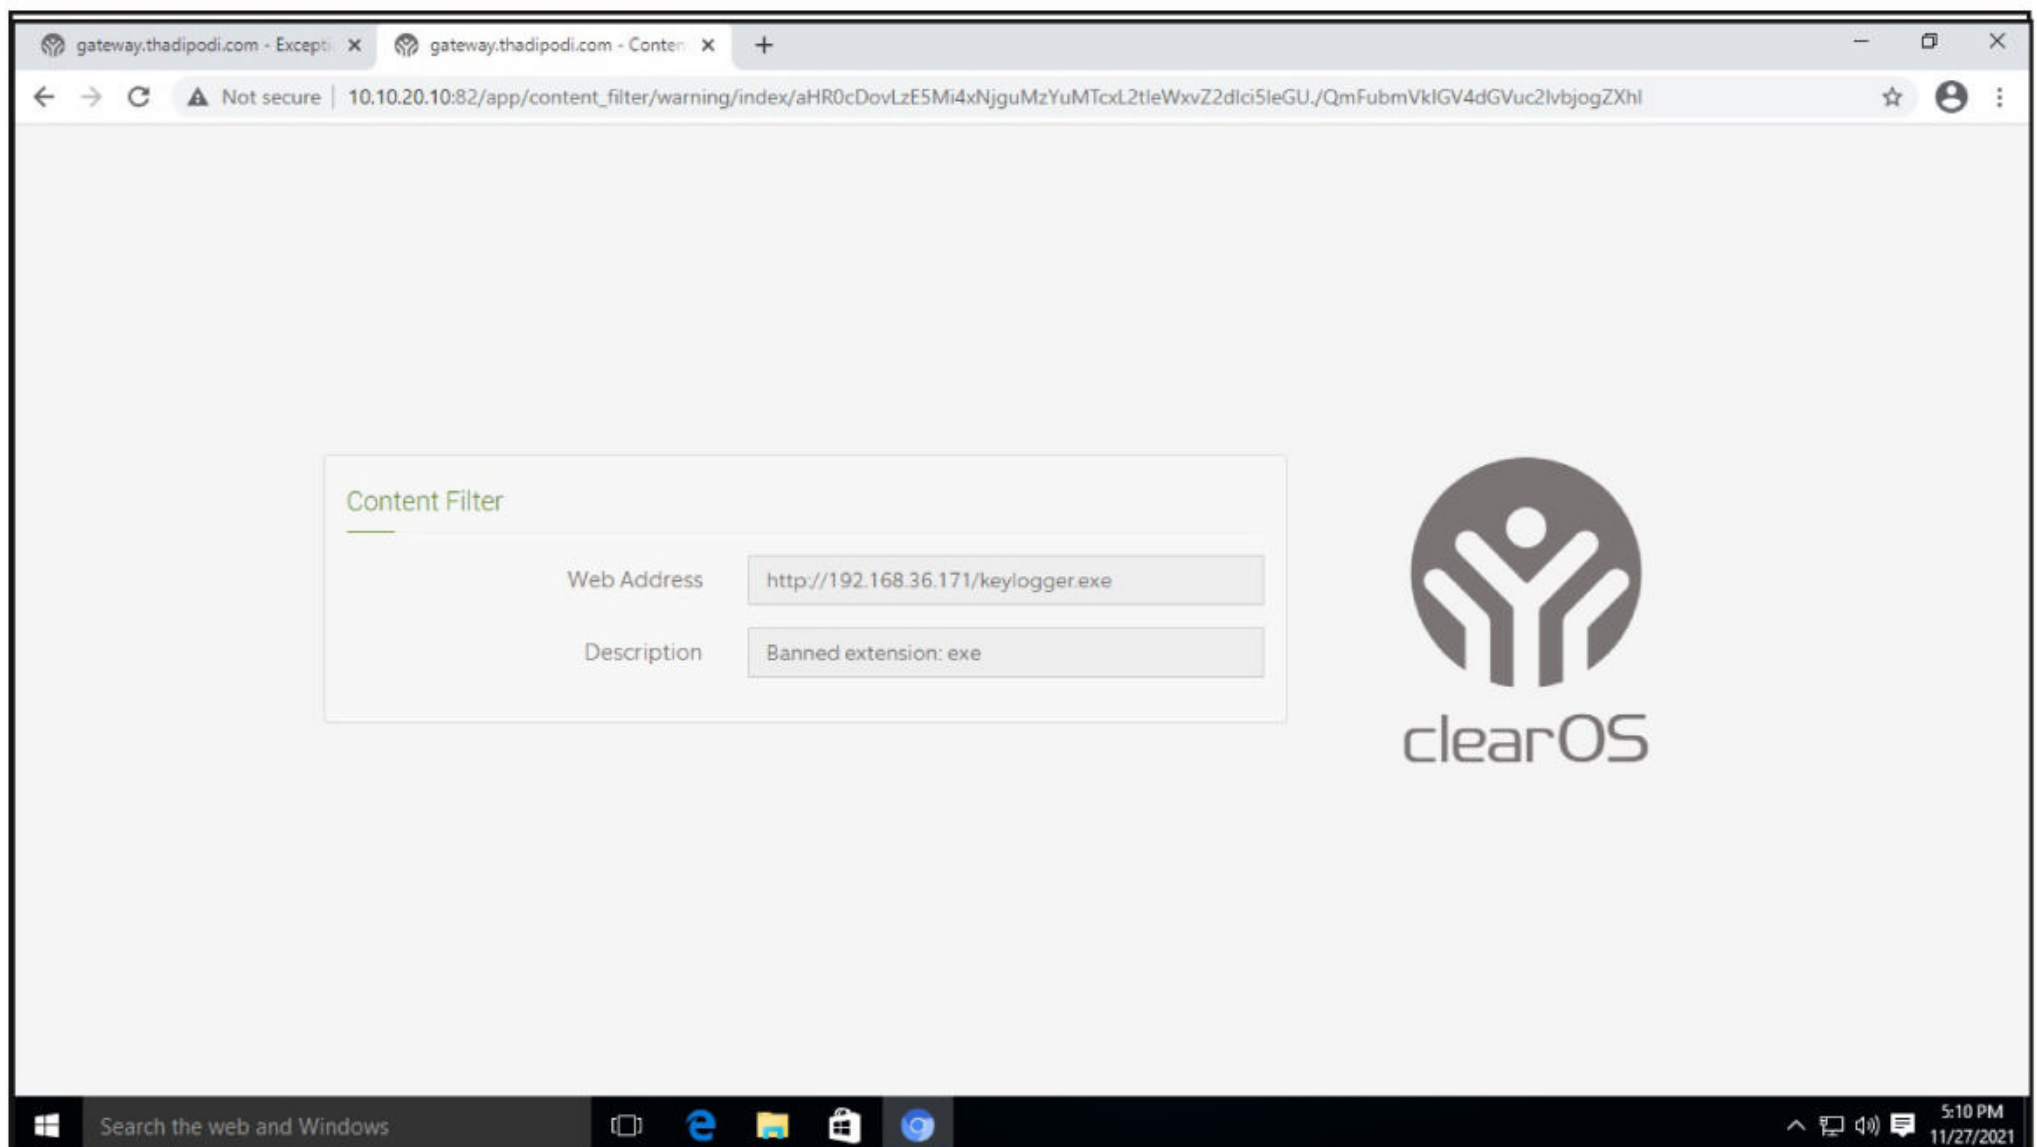 gateway.thadipodi.com - Excepti
gateway.thadipodi.com - Conten
Not secure | 10.10.20.10:82/app/content_filter/warning/index/aHR0cDovLzE5Mi4xNjguMzYuMTcxL2tleWxvZ2dlci5leGU./QmFubmVkIGV4dGVuc2lvbjogZXhl
Content Filter
Web Address
http://192.168.36.171/keylogger.exe
Description
Banned extension: exe
clearOS
Search the web and Windows
5:10 PM
11/27/2021